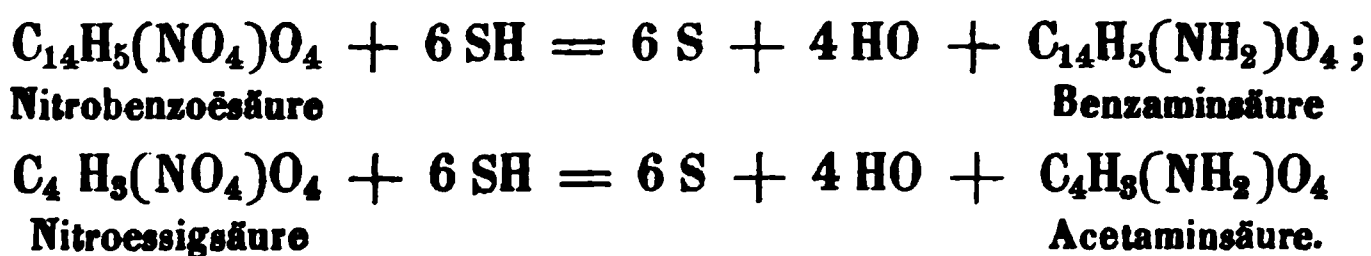 C₁₄H₅(NO₄)O₄ + 6 SH = 6 S + 4 HO + C₁₄H₅(NH₂)O₄;
Nitrobenzoësäure Benzaminsäure
C₄ H₃(NO₄)O₄ + 6 SH = 6 S + 4 HO + C₄H₃(NH₂)O₄
Nitroessigsäure Acetaminsäure.